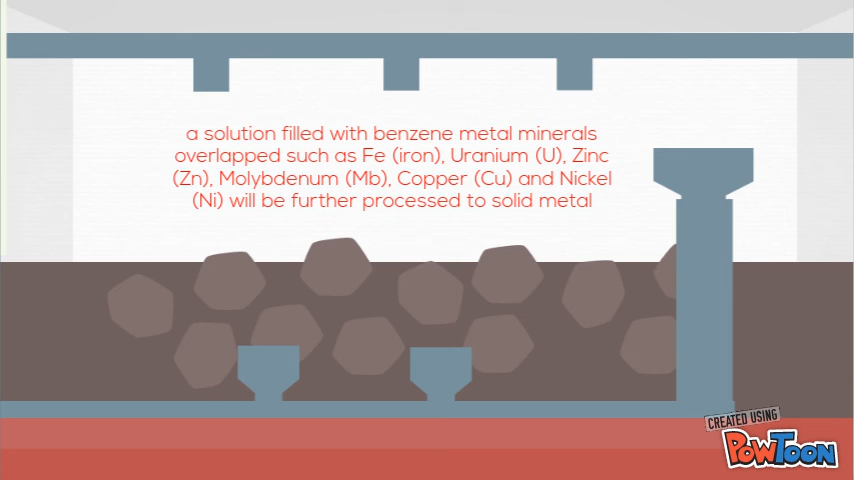 a solution filled with benzene metal minerals
overlapped such as Fe (iron), Uranium (U), Zinc
(Zn), Molybdenum (Mb), Copper (Cu) and Nickel
(Ni) will be further processed to solid metal
CREATED USING
POWTOON